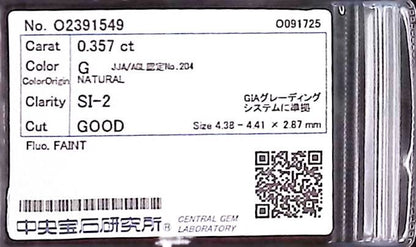 No. O2391549 O091725
Carat 0.357 ct
Color G JJA/AGL認定No.204
ColorOrigin NATURAL
Clarity SI-2 GIAグレーディング
システムに準拠
Cut GOOD Size 4.38 - 4.41 × 2.87 mm
Fluo. FAINT
中央宝石研究所® CENTRAL GEM
LABORATORY